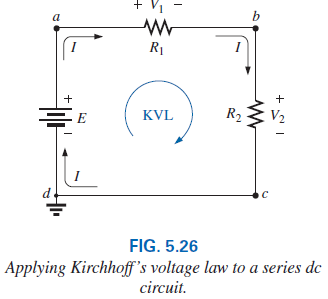 + V1 −
a b
I R1 I
+ E − KVL R2 + V2 −
I
d c
FIG. 5.26
Applying Kirchhoff's voltage law to a series dc
circuit.